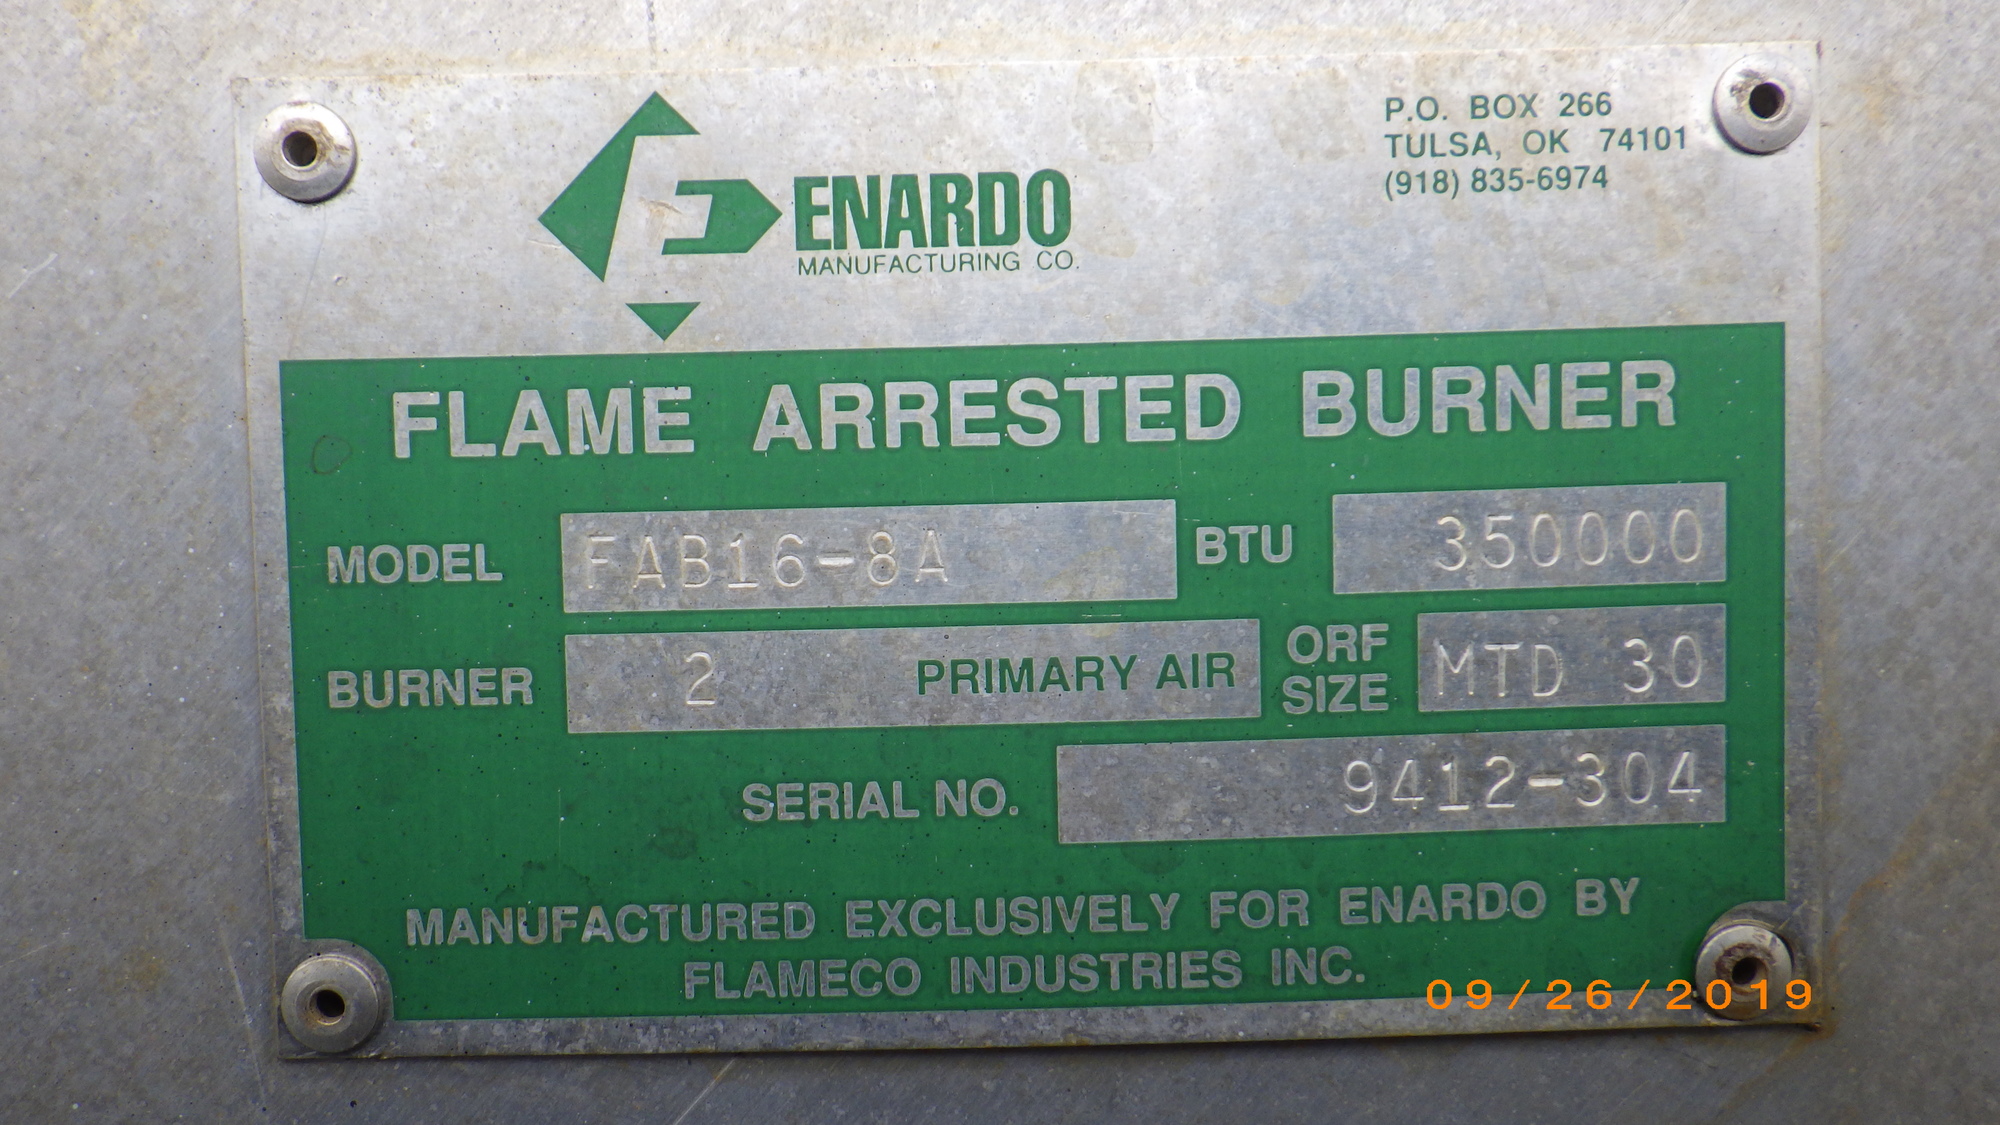 ENARDO
MANUFACTURING CO.
P.O. BOX 266
TULSA, OK 74101
(918) 835-6974
FLAME ARRESTED BURNER
MODEL FAB16-8A BTU 350000
BURNER 2 PRIMARY AIR ORF SIZE MTD 30
SERIAL NO. 9412-304
MANUFACTURED EXCLUSIVELY FOR ENARDO BY
FLAMECO INDUSTRIES INC.
09/26/2019